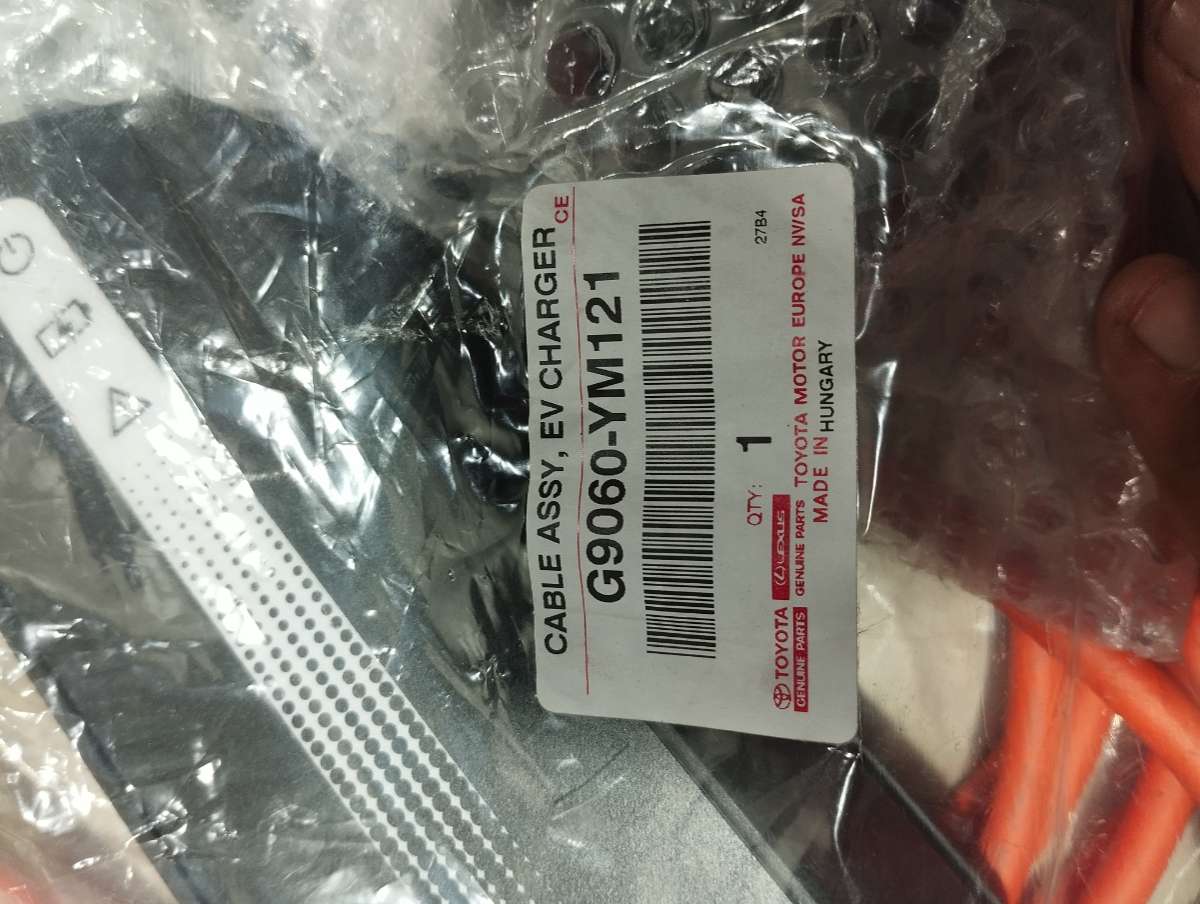 CABLE ASSY, EV CHARGER CE
G9060-YM121
QTY: 1
27B4
TOYOTA
GENUINE PARTS
LEXUS
GENUINE PARTS
TOYOTA MOTOR EUROPE NV/SA
MADE IN HUNGARY